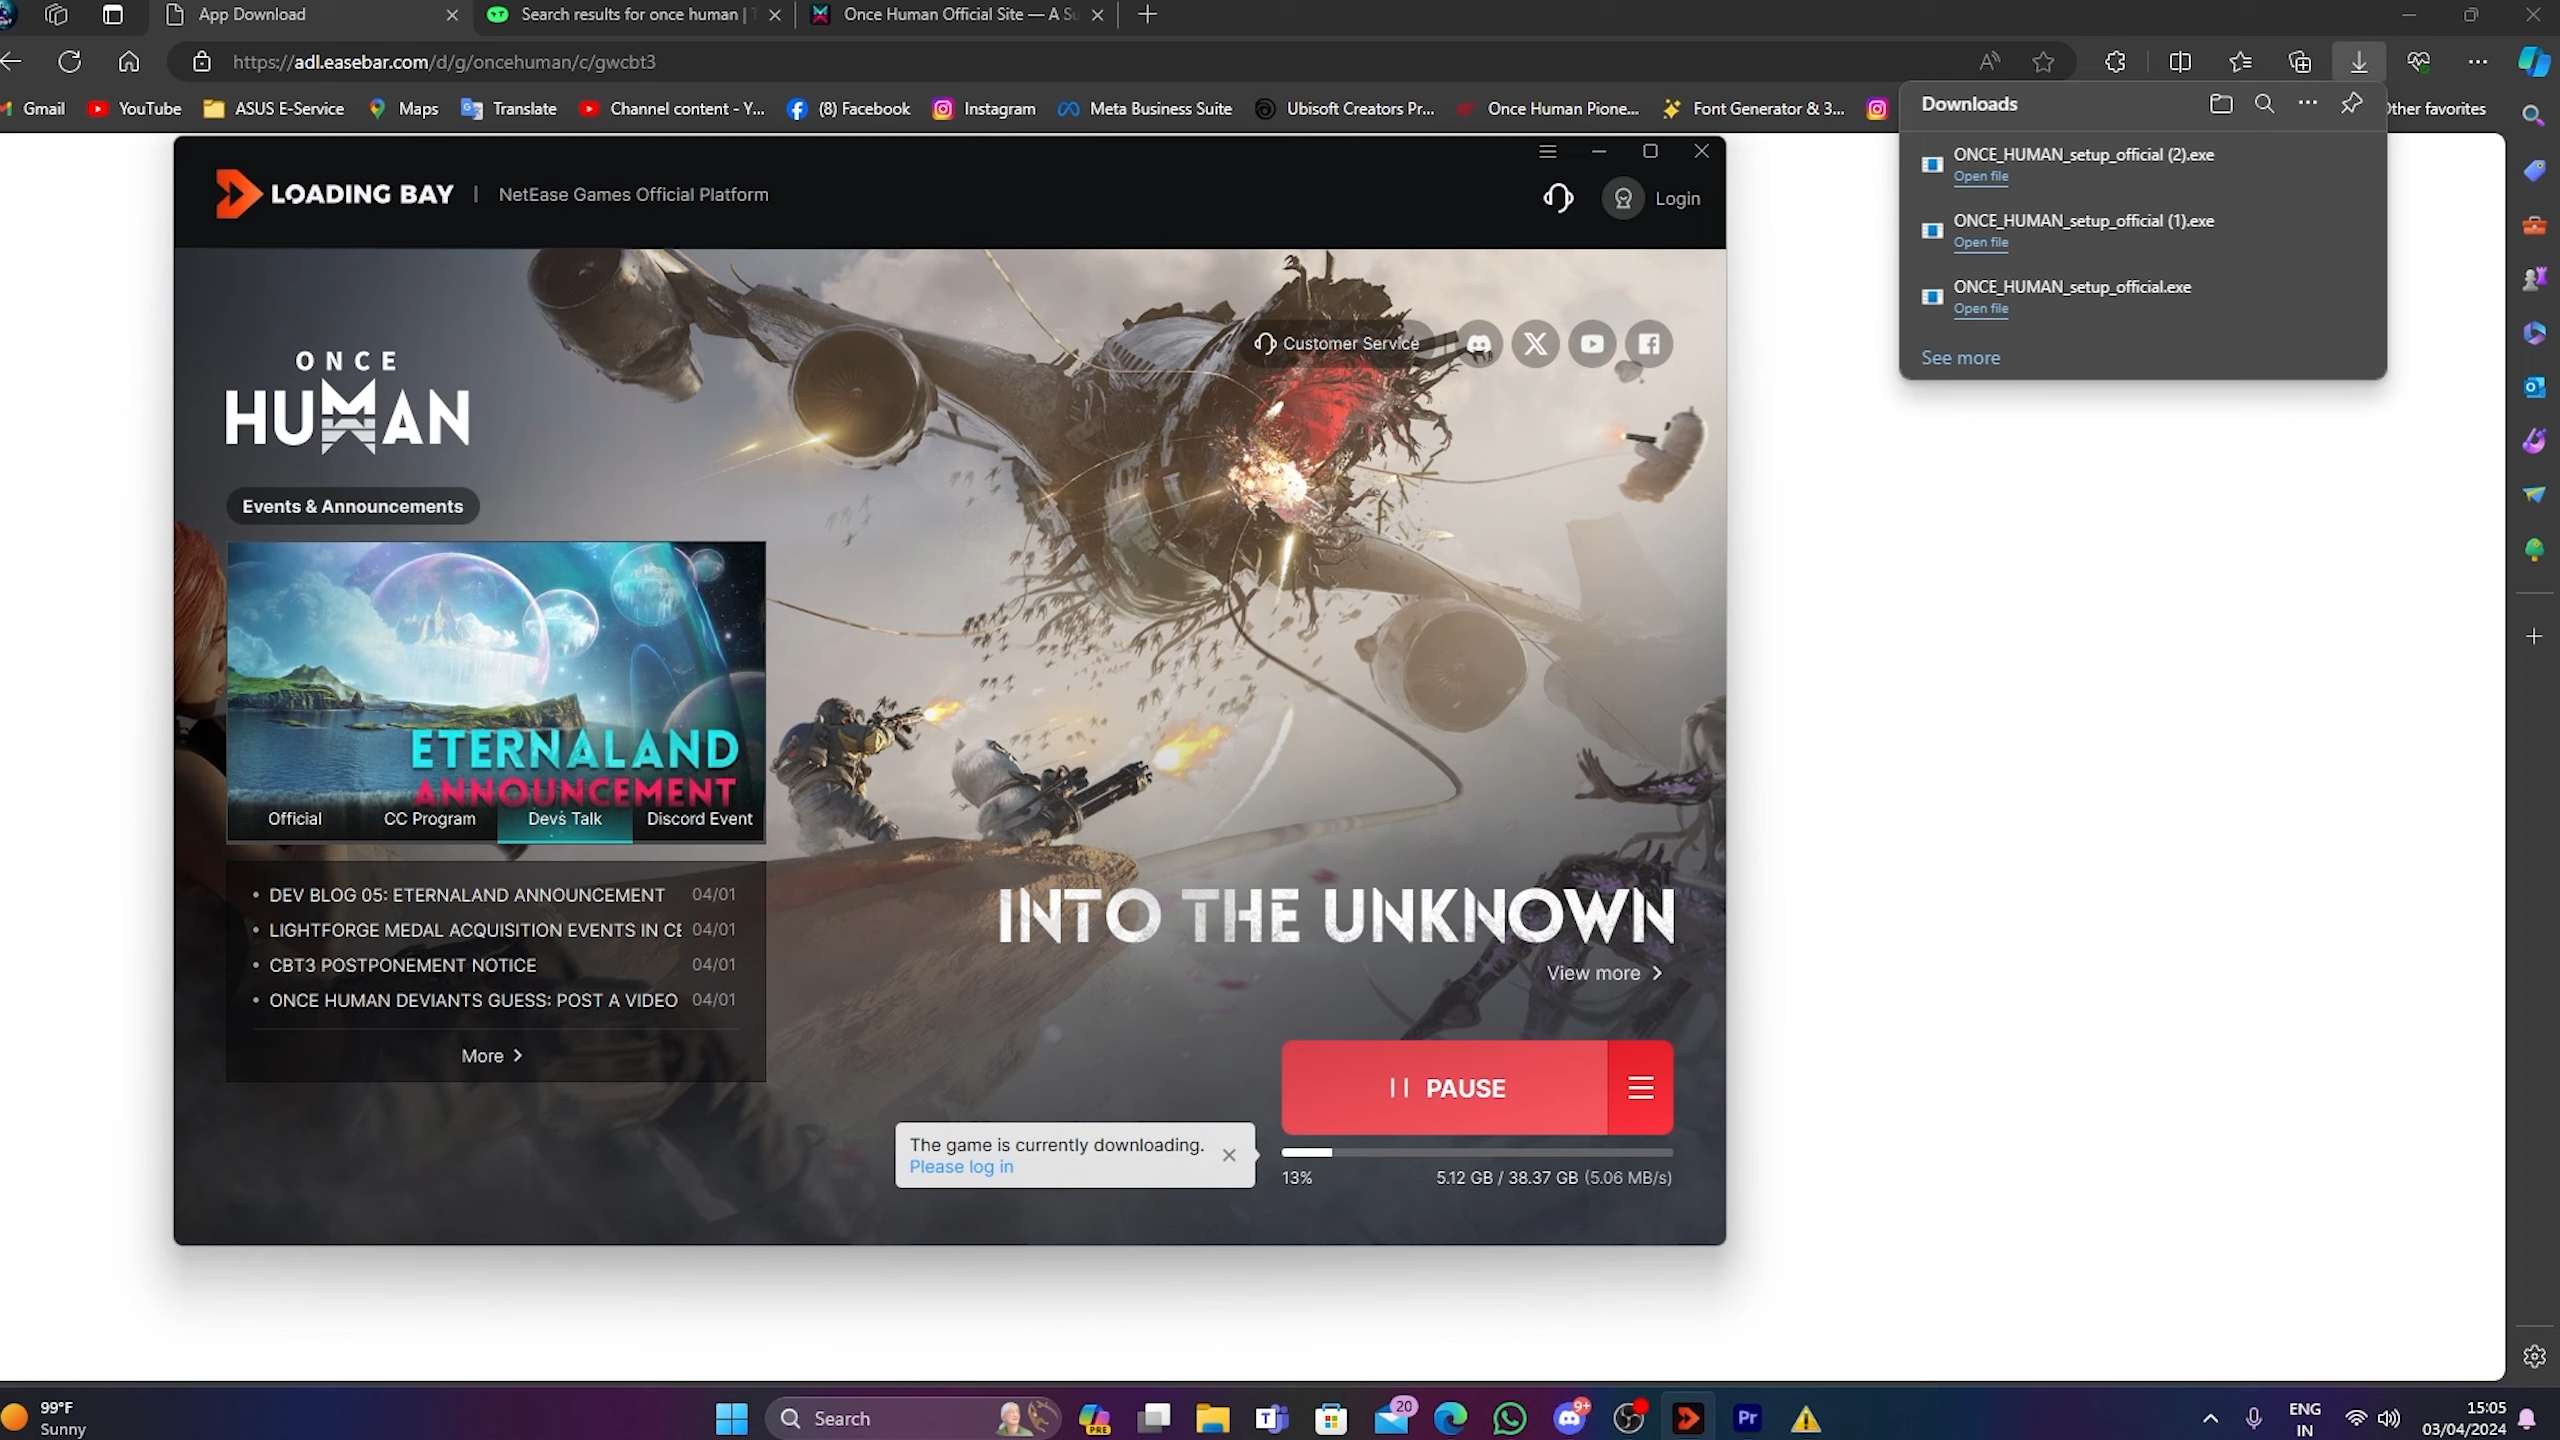 App Download
Search results for once human | T
Once Human Official Site — A Su
https://adl.easebar.com/d/g/oncehuman/c/gwcbt3
Gmail
YouTube
ASUS E-Service
Maps
Translate
Channel content - Y...
(8) Facebook
Instagram
Meta Business Suite
Ubisoft Creators Pr...
Once Human Pione...
Font Generator & 3...
Other favorites
Downloads
ONCE_HUMAN_setup_official (2).exe
Open file
ONCE_HUMAN_setup_official (1).exe
Open file
ONCE_HUMAN_setup_official.exe
Open file
See more
LOADING BAY | NetEase Games Official Platform
Login
Customer Service
ONCE
HUMAN
Events & Announcements
ETERNALAND
ANNOUNCEMENT
Official CC Program Devs Talk Discord Event
• DEV BLOG 05: ETERNALAND ANNOUNCEMENT 04/01
• LIGHTFORGE MEDAL ACQUISITION EVENTS IN CE 04/01
• CBT3 POSTPONEMENT NOTICE 04/01
• ONCE HUMAN DEVIANTS GUESS: POST A VIDEO 04/01
More >
INTO THE UNKNOWN
View more >
PAUSE
The game is currently downloading.
Please log in
13% 5.12 GB / 38.37 GB (5.06 MB/s)
99°F
Sunny
Search
PRE
20
9+
Pr
ENG
IN
15:05
03/04/2024